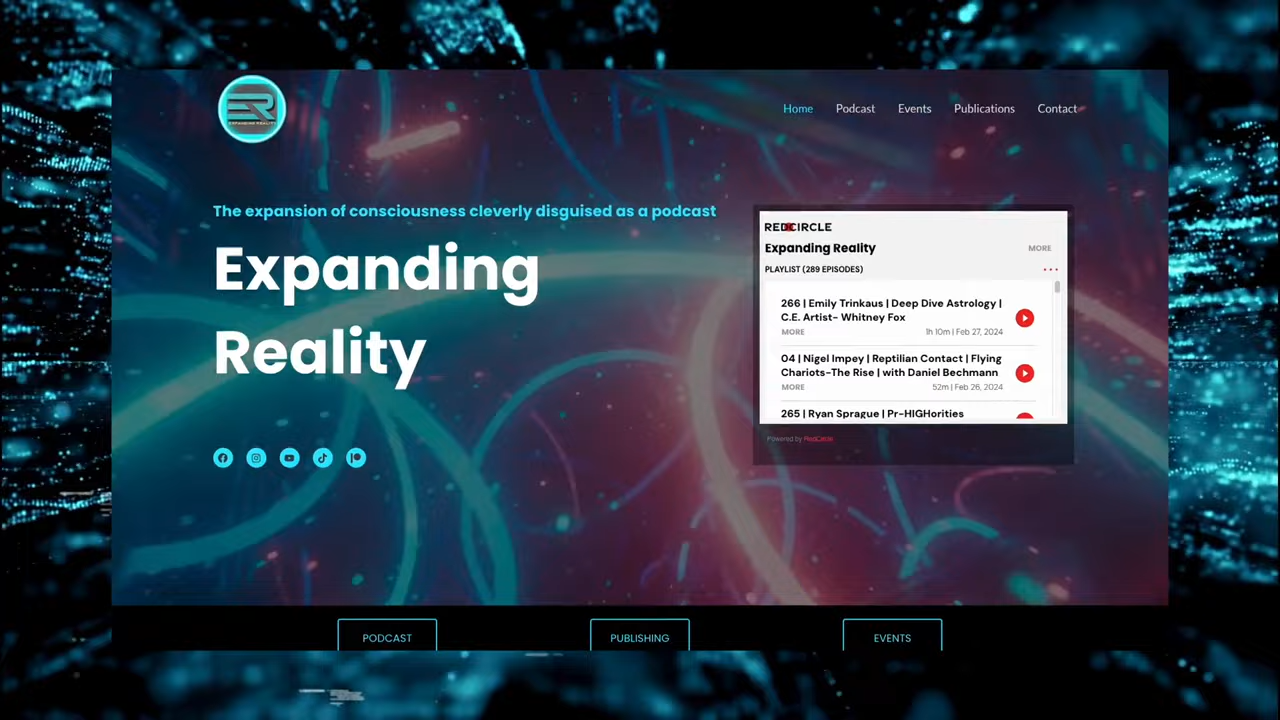 ER
EXPANDING REALITY
Home Podcast Events Publications Contact
The expansion of consciousness cleverly disguised as a podcast
Expanding
Reality
REDCIRCLE
Expanding Reality MORE
PLAYLIST (289 EPISODES)
266 | Emily Trinkaus | Deep Dive Astrology |
C.E. Artist- Whitney Fox
MORE 1h 10m | Feb 27, 2024
04 | Nigel Impey | Reptilian Contact | Flying
Chariots-The Rise | with Daniel Bechmann
MORE 52m | Feb 26, 2024
265 | Ryan Sprague | Pr-HIGHorities
Powered by RedCircle
PODCAST PUBLISHING EVENTS